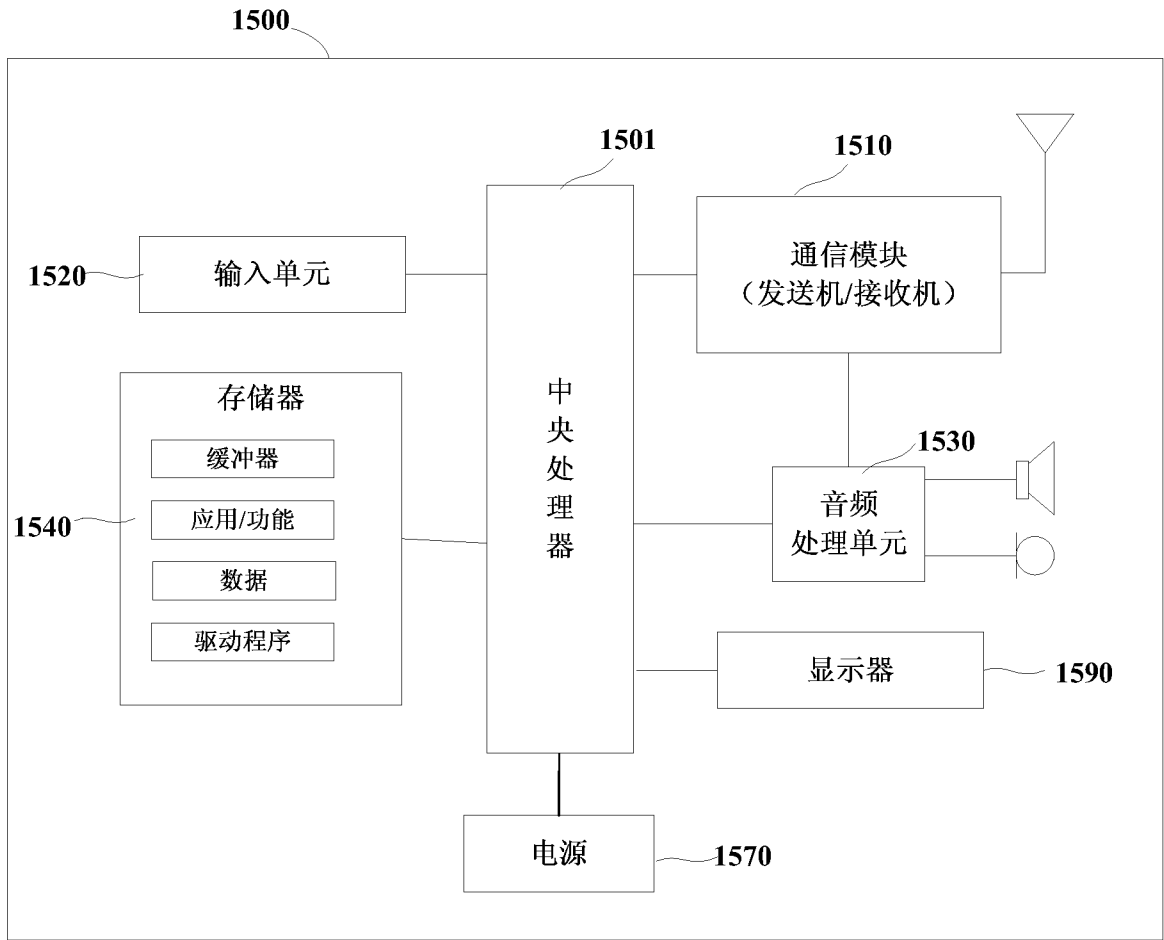 1500
1501
1510
通信模块
(发送机/接收机)
1520
输入单元
存储器
缓冲器
应用/功能
数据
驱动程序
1540
中
央
处
理
器
1530
音频
处理单元
显示器
1590
电源
1570